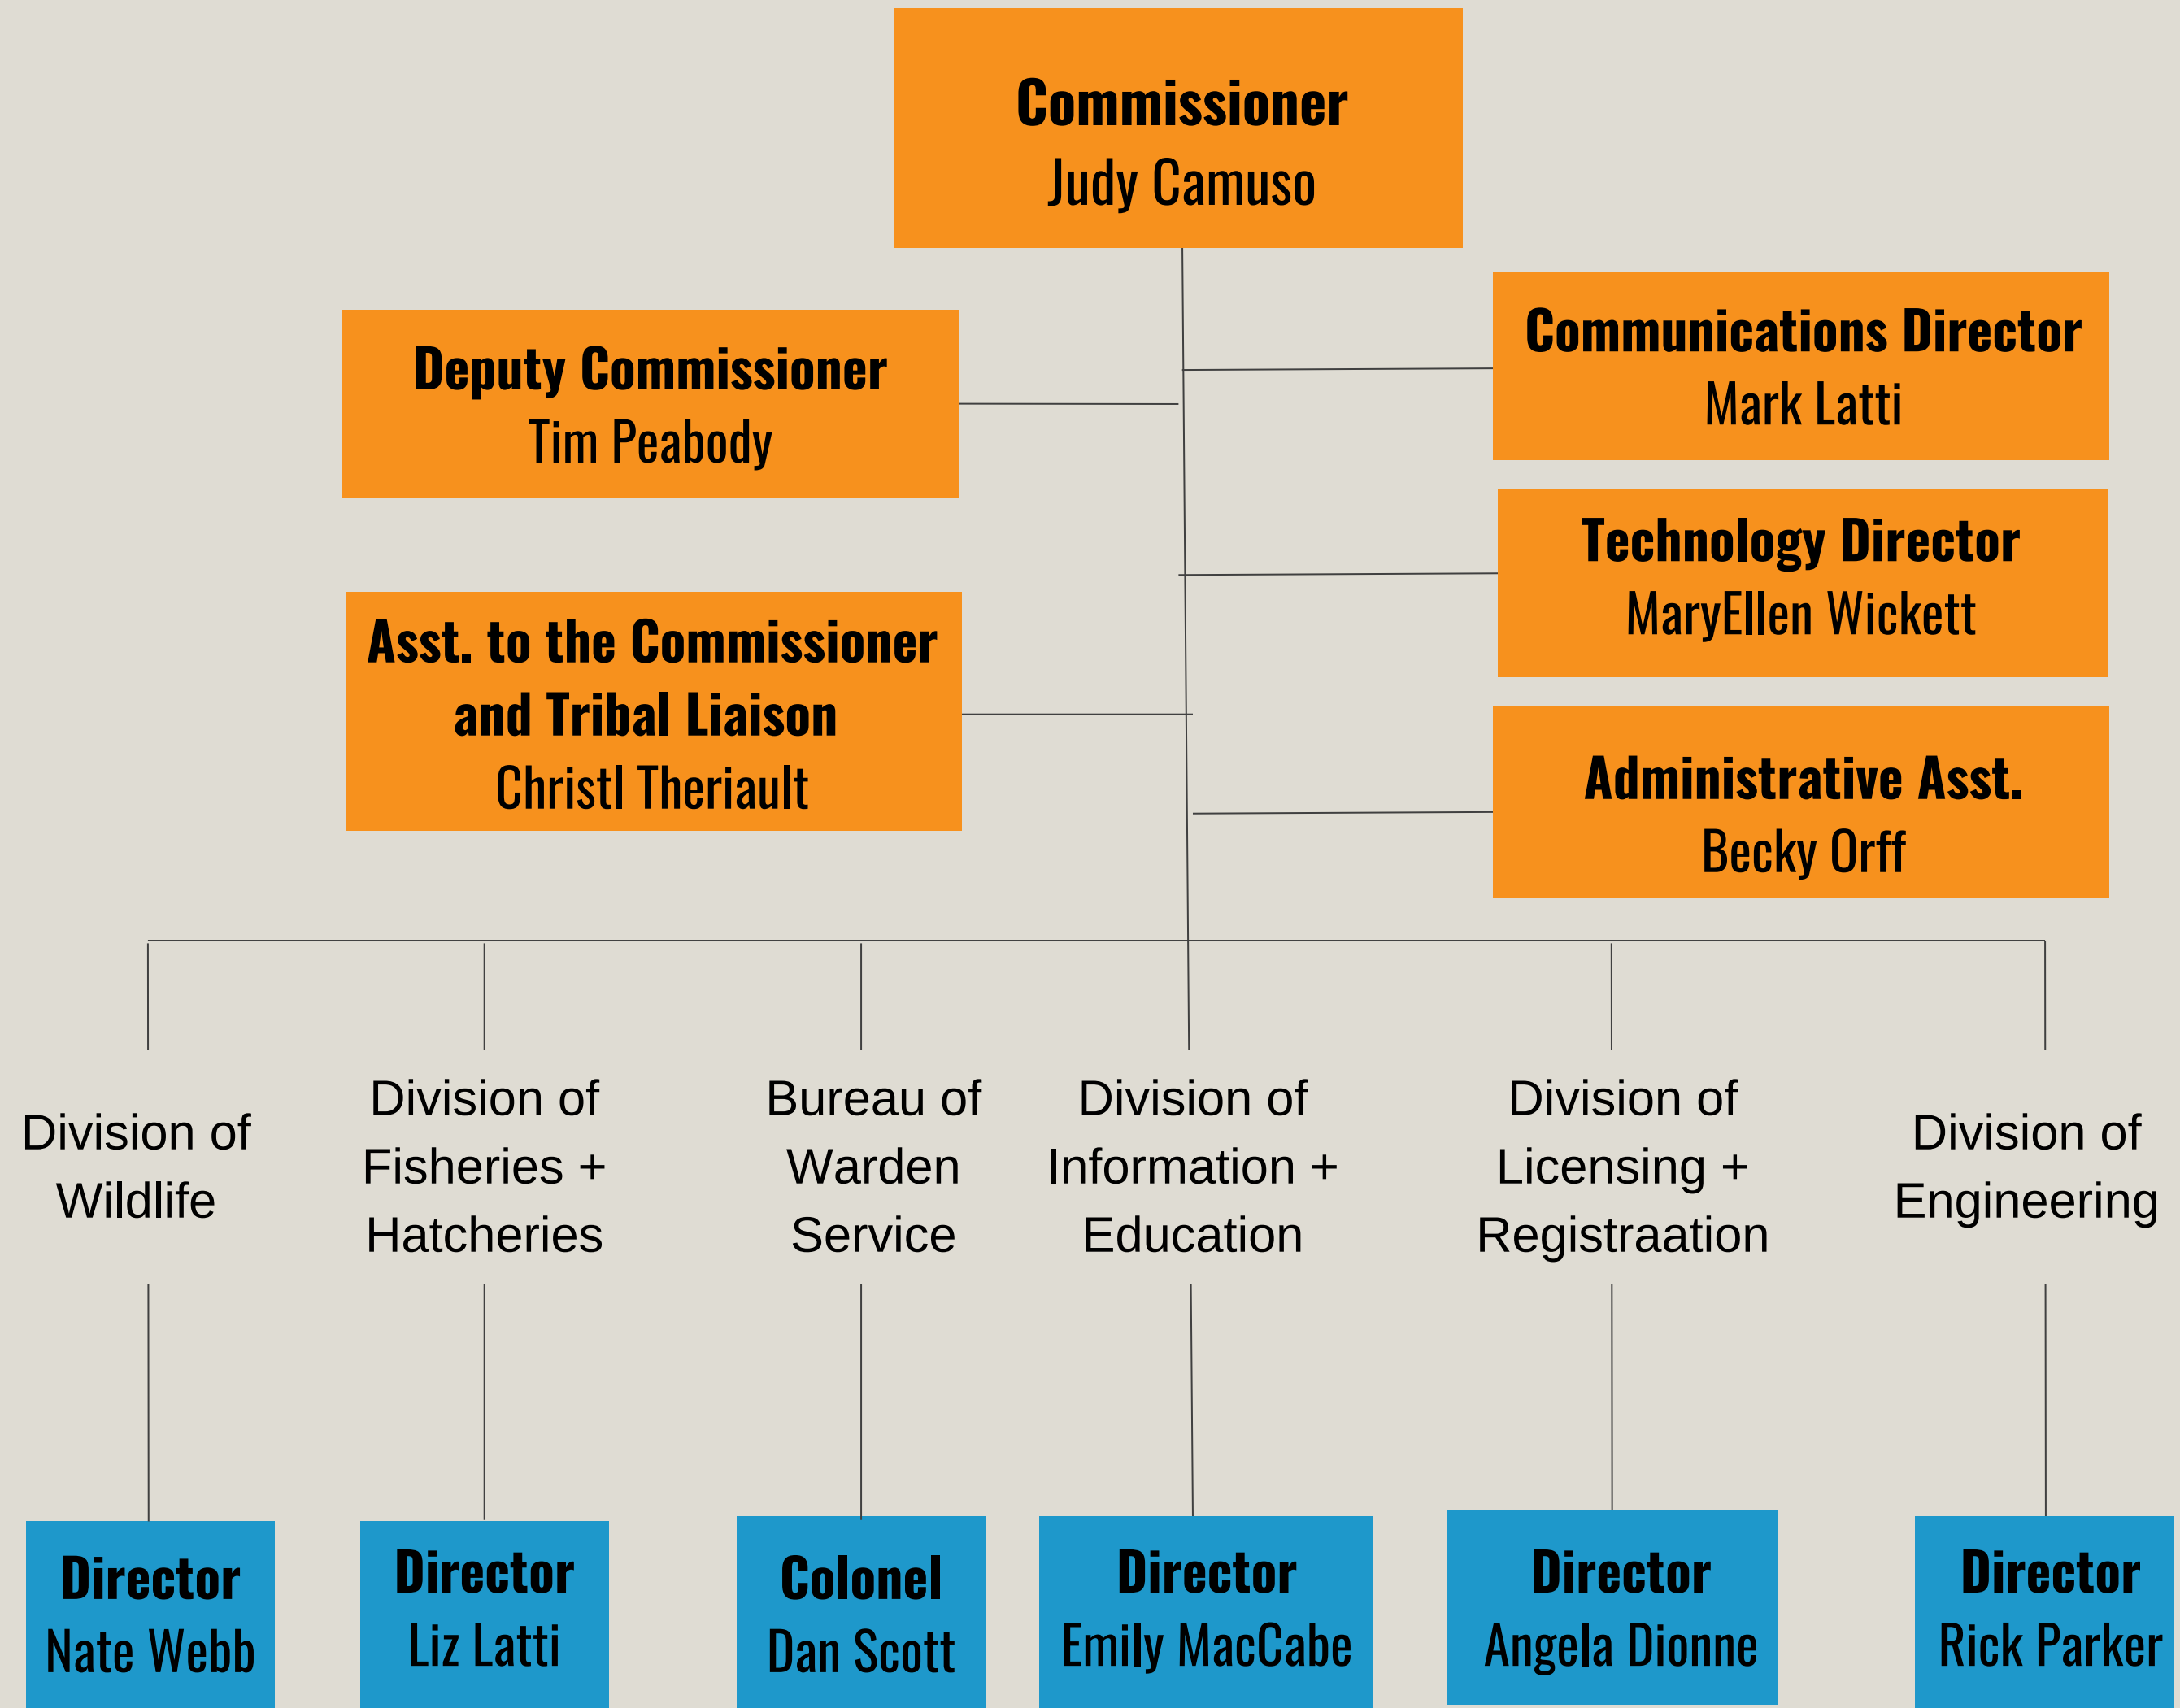 Commissioner
Judy Camuso
Deputy Commissioner
Tim Peabody
Communications Director
Mark Latti
Technology Director
MaryEllen Wickett
Asst. to the Commissioner
and Tribal Liaison
Christl Theriault
Administrative Asst.
Becky Orff
Division of
Wildlife
Division of
Fisheries +
Hatcheries
Bureau of
Warden
Service
Division of
Information +
Education
Division of
Licensing +
Registraation
Division of
Engineering
Director
Nate Webb
Director
Liz Latti
Colonel
Dan Scott
Director
Emily MacCabe
Director
Angela Dionne
Director
Rick Parker